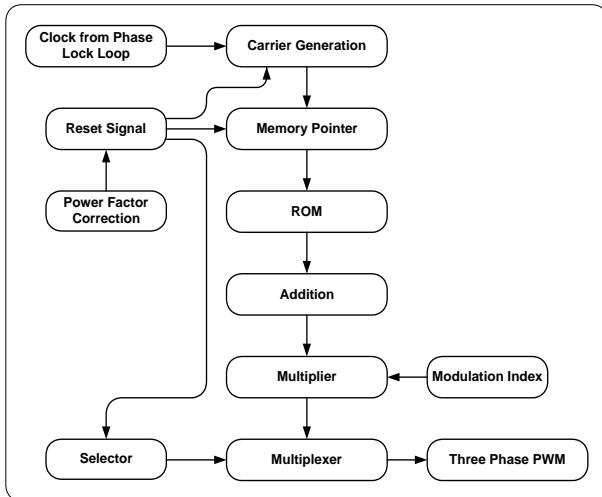 Clock from Phase
Lock Loop
Carrier Generation
Reset Signal
Memory Pointer
Power Factor
Correction
ROM
Addition
Multiplier
Modulation Index
Selector
Multiplexer
Three Phase PWM